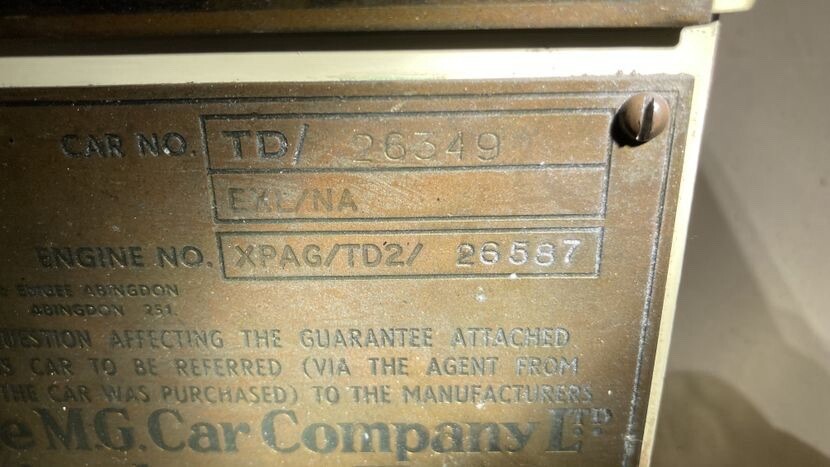 CAR NO. TD/ 26349
EXL/NA
ENGINE NO. XPAG/TD2/ 26587
ABINGDON
ABINGDON 251.
UESTION AFFECTING THE GUARANTEE ATTACHED
S CAR TO BE REFERRED (VIA THE AGENT FROM
THE CAR WAS PURCHASED) TO THE MANUFACTURERS
e M.G. Car Company LTD